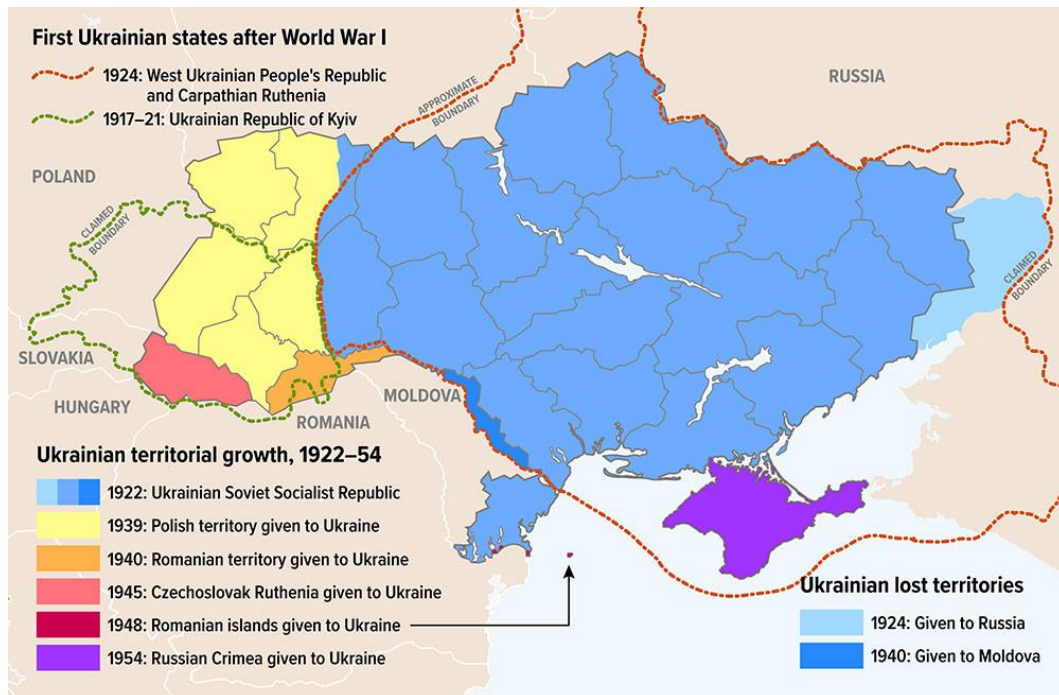 First Ukrainian states after World War I
1924: West Ukrainian People's Republic
and Carpathian Ruthenia
1917–21: Ukrainian Republic of Kyiv
APPROXIMATE
BOUNDARY
RUSSIA
POLAND
CLAIMED
BOUNDARY
CLAIMED
BOUNDARY
SLOVAKIA
HUNGARY
MOLDOVA
ROMANIA
Ukrainian territorial growth, 1922–54
1922: Ukrainian Soviet Socialist Republic
1939: Polish territory given to Ukraine
1940: Romanian territory given to Ukraine
1945: Czechoslovak Ruthenia given to Ukraine
1948: Romanian islands given to Ukraine
1954: Russian Crimea given to Ukraine
Ukrainian lost territories
1924: Given to Russia
1940: Given to Moldova